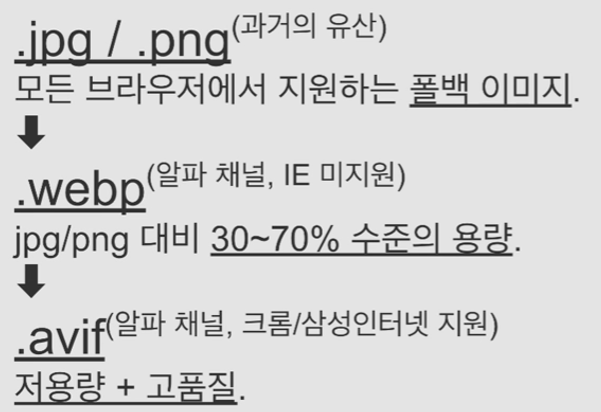 .jpg / .png(과거의 유산)
모든 브라우저에서 지원하는 폴백 이미지.
.webp(알파 채널, IE 미지원)
jpg/png 대비 30~70% 수준의 용량.
.avif(알파 채널, 크롬/삼성인터넷 지원)
저용량 + 고품질.